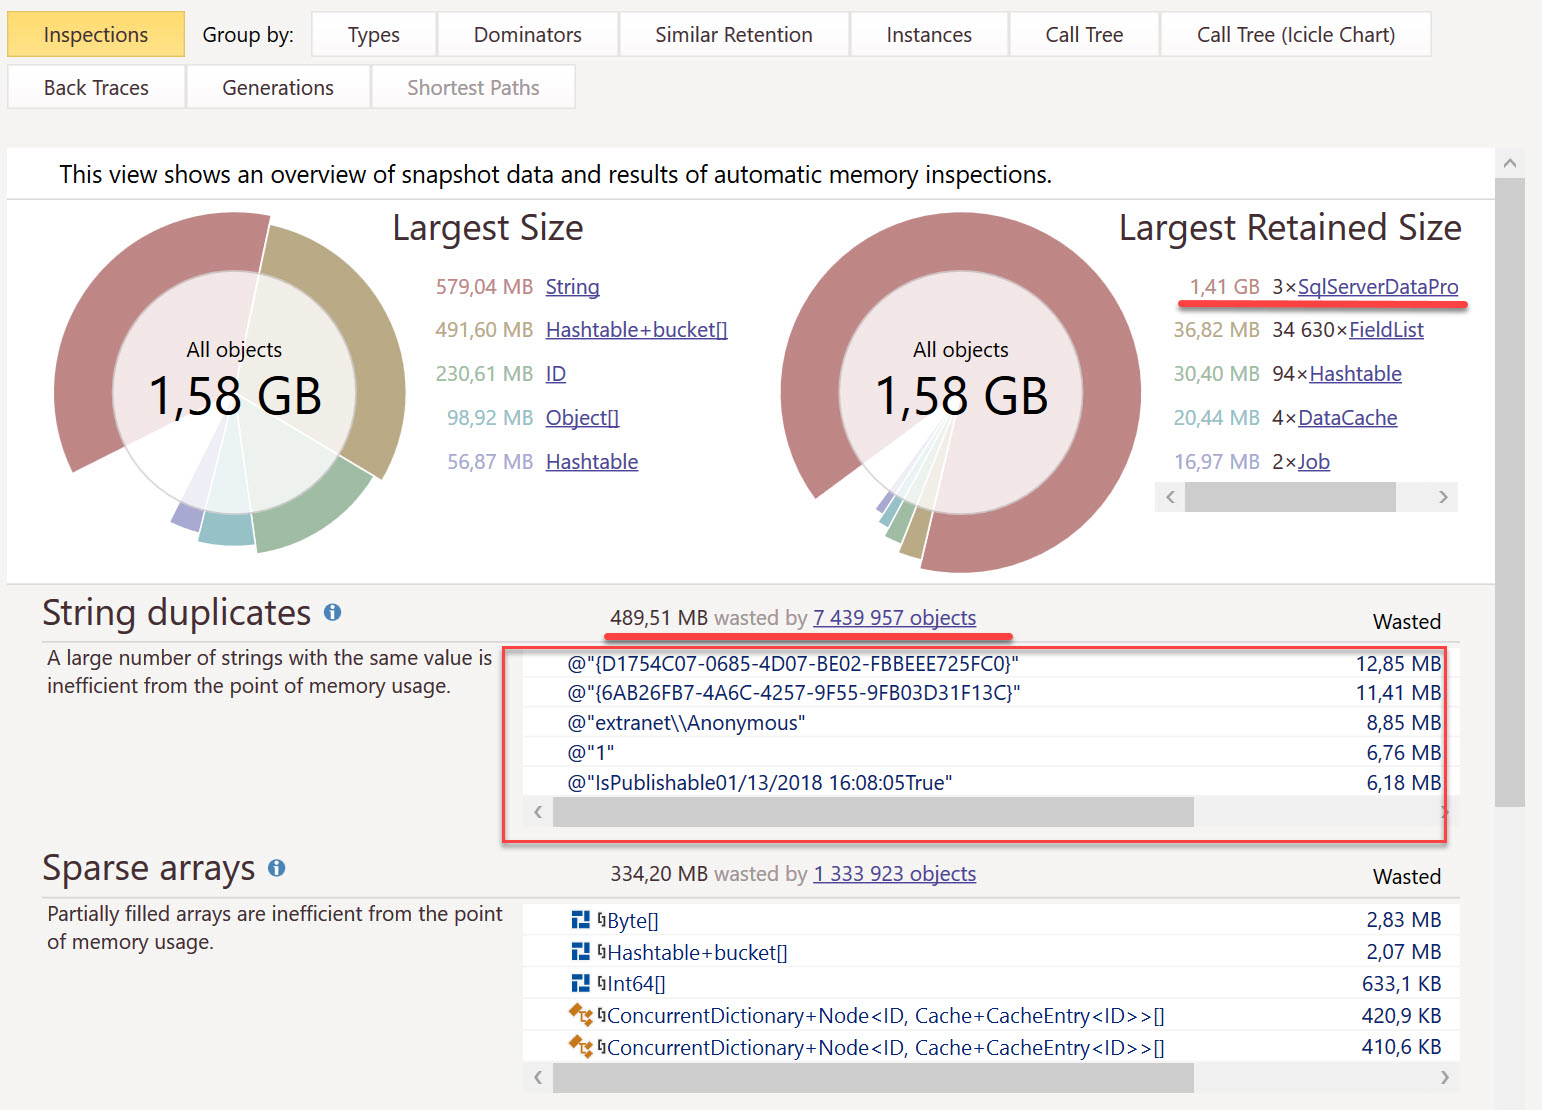 Inspections Group by: Types Dominators Similar Retention Instances Call Tree Call Tree (Icicle Chart)
Back Traces Generations Shortest Paths
This view shows an overview of snapshot data and results of automatic memory inspections.
Largest Size
579,04 MB String
491,60 MB Hashtable+bucket[]
230,61 MB ID
98,92 MB Object[]
56,87 MB Hashtable
All objects
1,58 GB
Largest Retained Size
1,41 GB 3×SqlServerDataPro
36,82 MB 34 630×FieldList
30,40 MB 94×Hashtable
20,44 MB 4×DataCache
16,97 MB 2×Job
All objects
1,58 GB
String duplicates 489,51 MB wasted by 7 439 957 objects Wasted
A large number of strings with the same value is
inefficient from the point of memory usage.
@"{D1754C07-0685-4D07-BE02-FBBEEE725FC0}" 12,85 MB
@"{6AB26FB7-4A6C-4257-9F55-9FB03D31F13C}" 11,41 MB
@"extranet\\Anonymous" 8,85 MB
@"1" 6,76 MB
@"IsPublishable01/13/2018 16:08:05True" 6,18 MB
Sparse arrays 334,20 MB wasted by 1 333 923 objects Wasted
Partially filled arrays are inefficient from the point
of memory usage.
Byte[] 2,83 MB
Hashtable+bucket[] 2,07 MB
Int64[] 633,1 KB
ConcurrentDictionary+Node<ID, Cache+CacheEntry<ID>>[] 420,9 KB
ConcurrentDictionary+Node<ID, Cache+CacheEntry<ID>>[] 410,6 KB